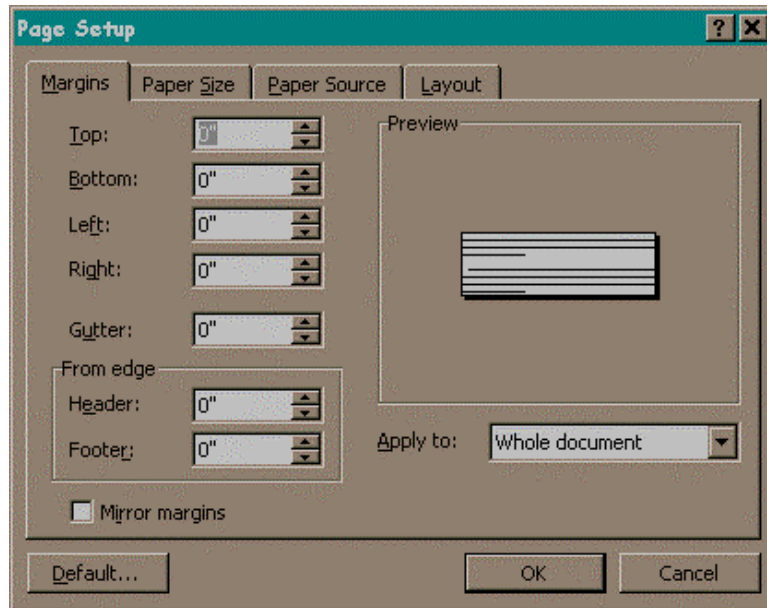 Page Setup
Margins Paper Size Paper Source Layout
Top: 0"
Bottom: 0"
Left: 0"
Right: 0"
Gutter: 0"
From edge
Header: 0"
Footer: 0"
Mirror margins
Preview
Apply to: Whole document
Default... OK Cancel